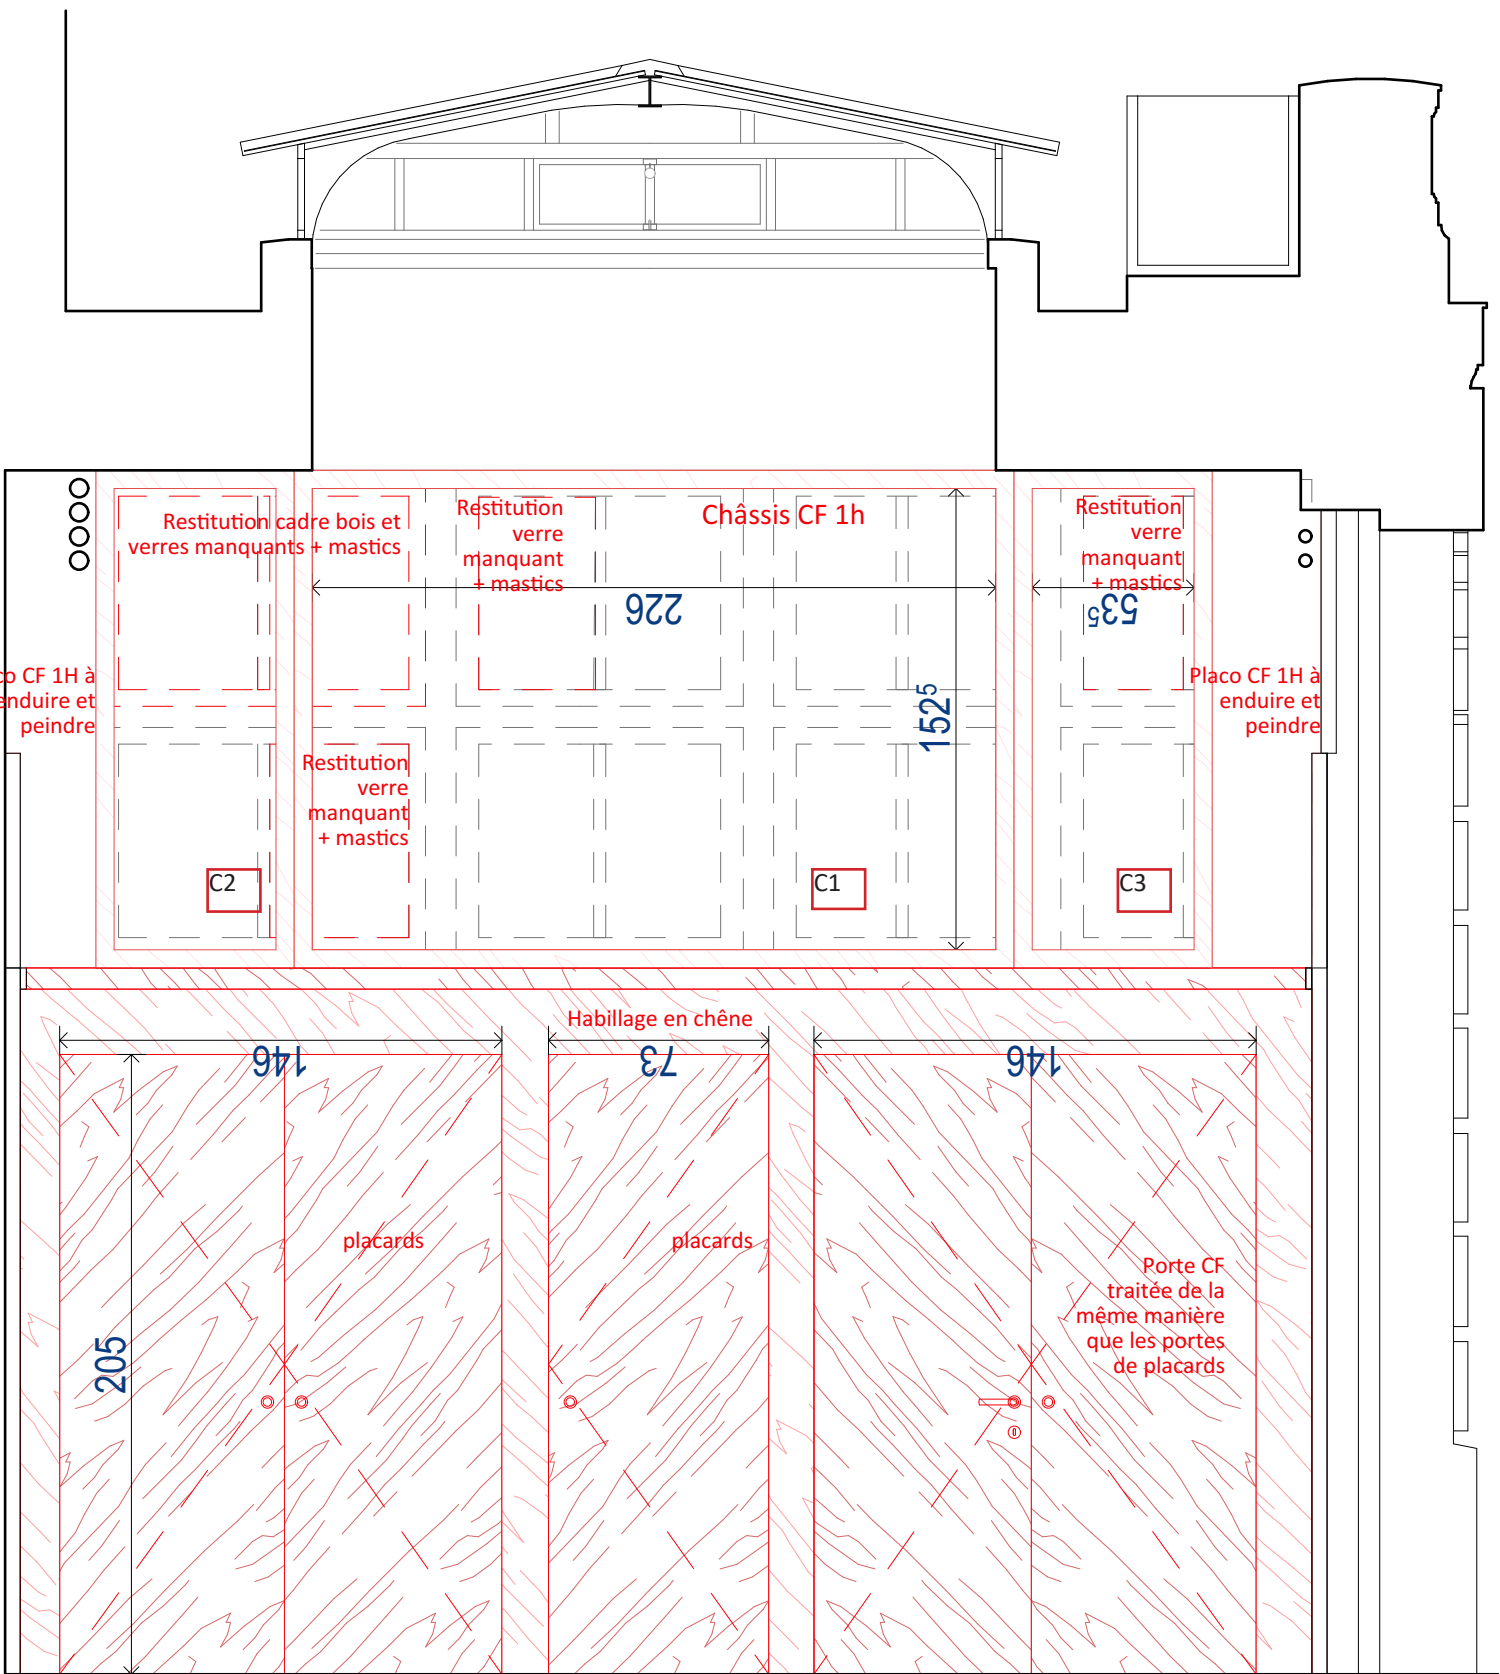 Restitution cadre bois et
verres manquants + mastics
Restitution
verre
manquant
+ mastics
Châssis CF 1h
Restitution
verre
manquant
+ mastics
226
53⁵
152⁵
CF 1H à
enduire et
peindre
Placo CF 1H à
enduire et
peindre
Restitution
verre
manquant
+ mastics
C2
C1
C3
Habillage en chêne
146
73
146
placards
placards
Porte CF
traitée de la
même manière
que les portes
de placards
205